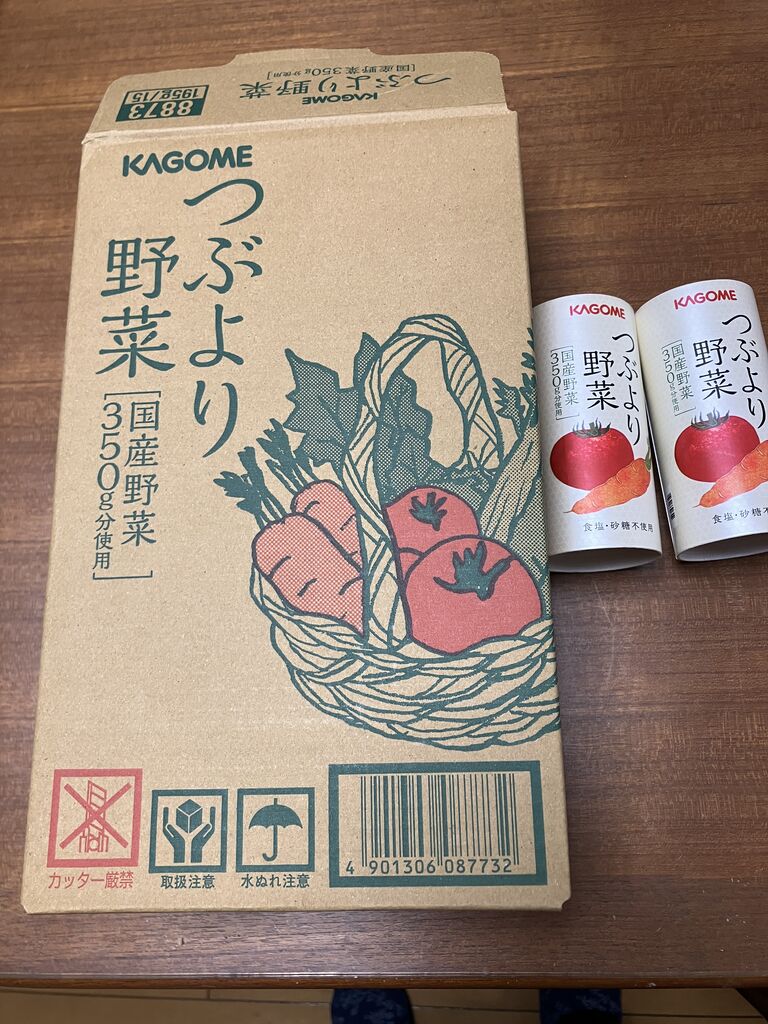 KAGOME
つぶより野菜
[国産野菜350g分使用]
8873
195g/15
KAGOME
つぶより
野菜
[国産野菜
350g分使用]
カッター厳禁
取扱注意
水ぬれ注意
4 901306 087732
KAGOME
つぶより
野菜
[国産野菜
350g分使用]
食塩・砂糖不使用
KAGOME
つぶより
野菜
[国産野菜
350g分使用]
食塩・砂糖不